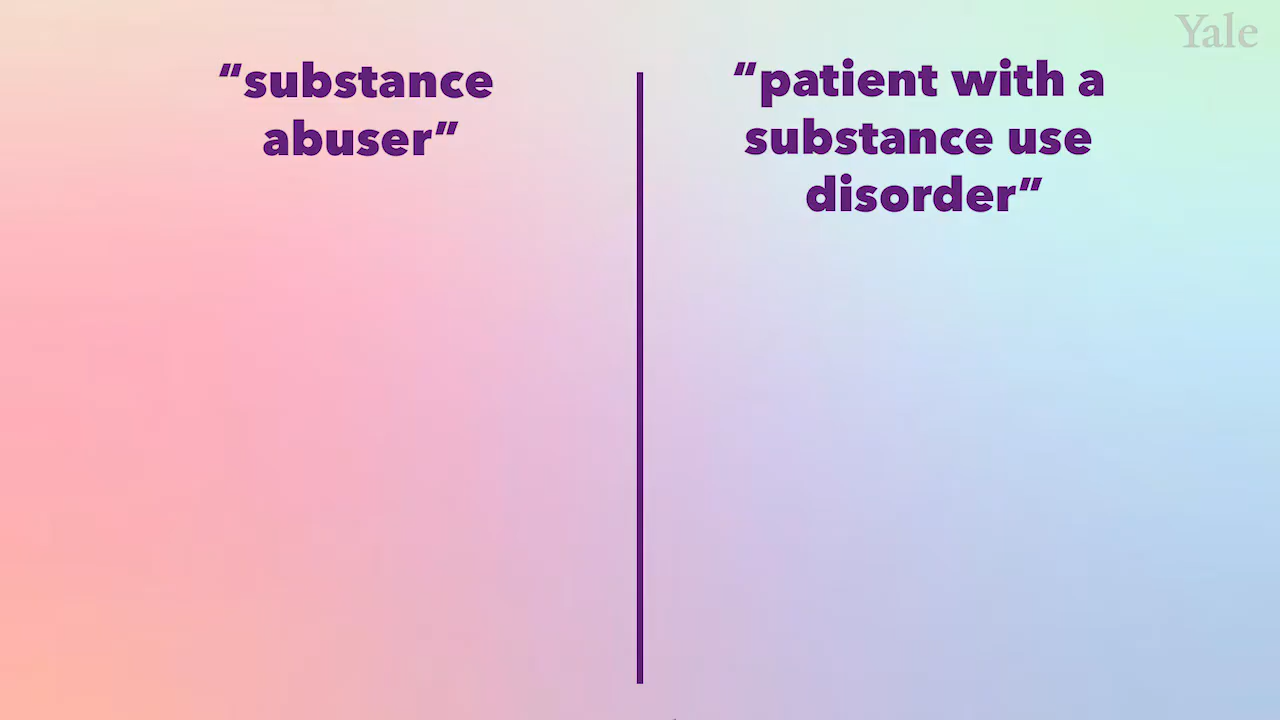 Yale
“substance
abuser”
“patient with a
substance use
disorder”